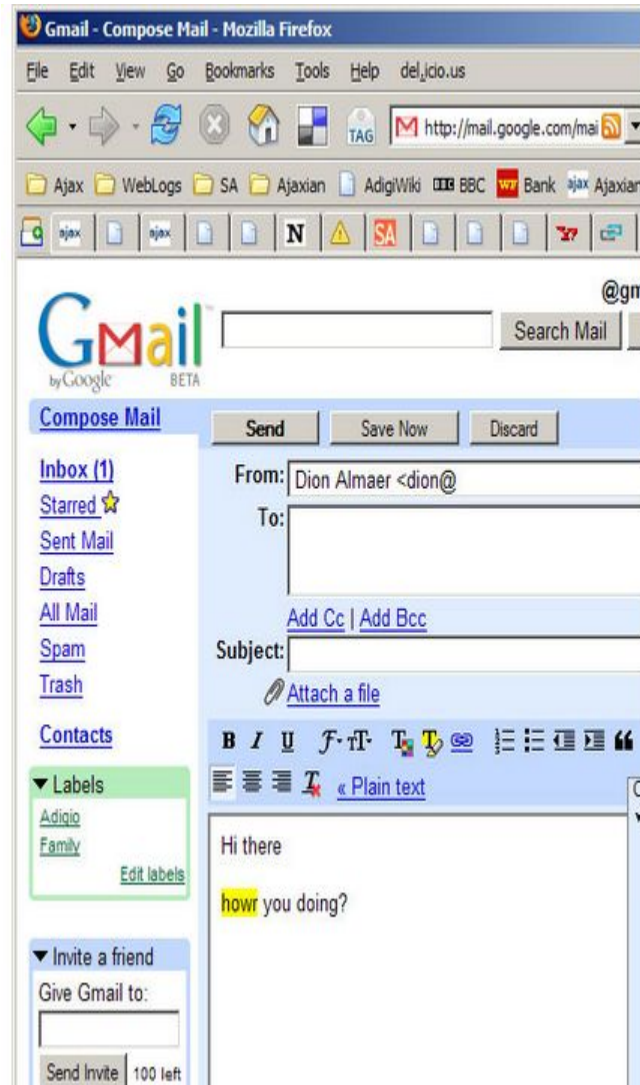 Gmail - Compose Mail - Mozilla Firefox
File Edit View Go Bookmarks Tools Help del.icio.us
TAG http://mail.google.com/mai
Ajax WebLogs SA Ajaxian AdigiWiki BBC WF Bank ajax Ajaxian
ajax ajax N SA Y?
@gm
GMail
by Google BETA
Search Mail
Compose Mail
Send Save Now Discard
Inbox (1)
From: Dion Almaer <dion@
Starred
To:
Sent Mail
Drafts
All Mail
Add Cc | Add Bcc
Spam
Subject:
Trash
Attach a file
Contacts
B I U F T T T
Labels
T « Plain text
Adigio
Family
Hi there
Edit labels
howr you doing?
Invite a friend
Give Gmail to:
Send Invite 100 left